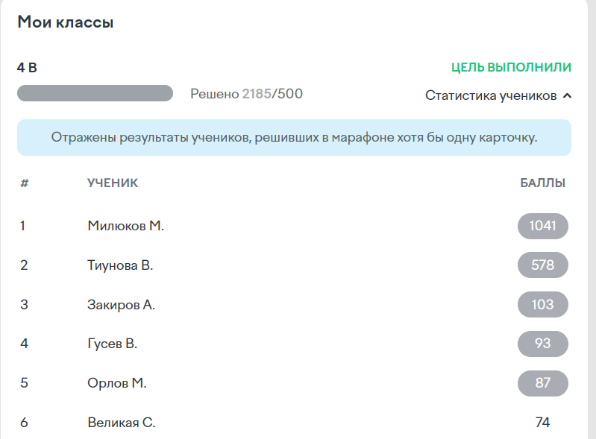 Мои классы
4 В
ЦЕЛЬ ВЫПОЛНИЛИ
Решено 2185/500
Статистика учеников
Отражены результаты учеников, решивших в марафоне хотя бы одну карточку.
# УЧЕНИК БАЛЛЫ
1 Милюков М. 1041
2 Тиунова В. 578
3 Закиров А. 103
4 Гусев В. 93
5 Орлов М. 87
6 Великая С. 74